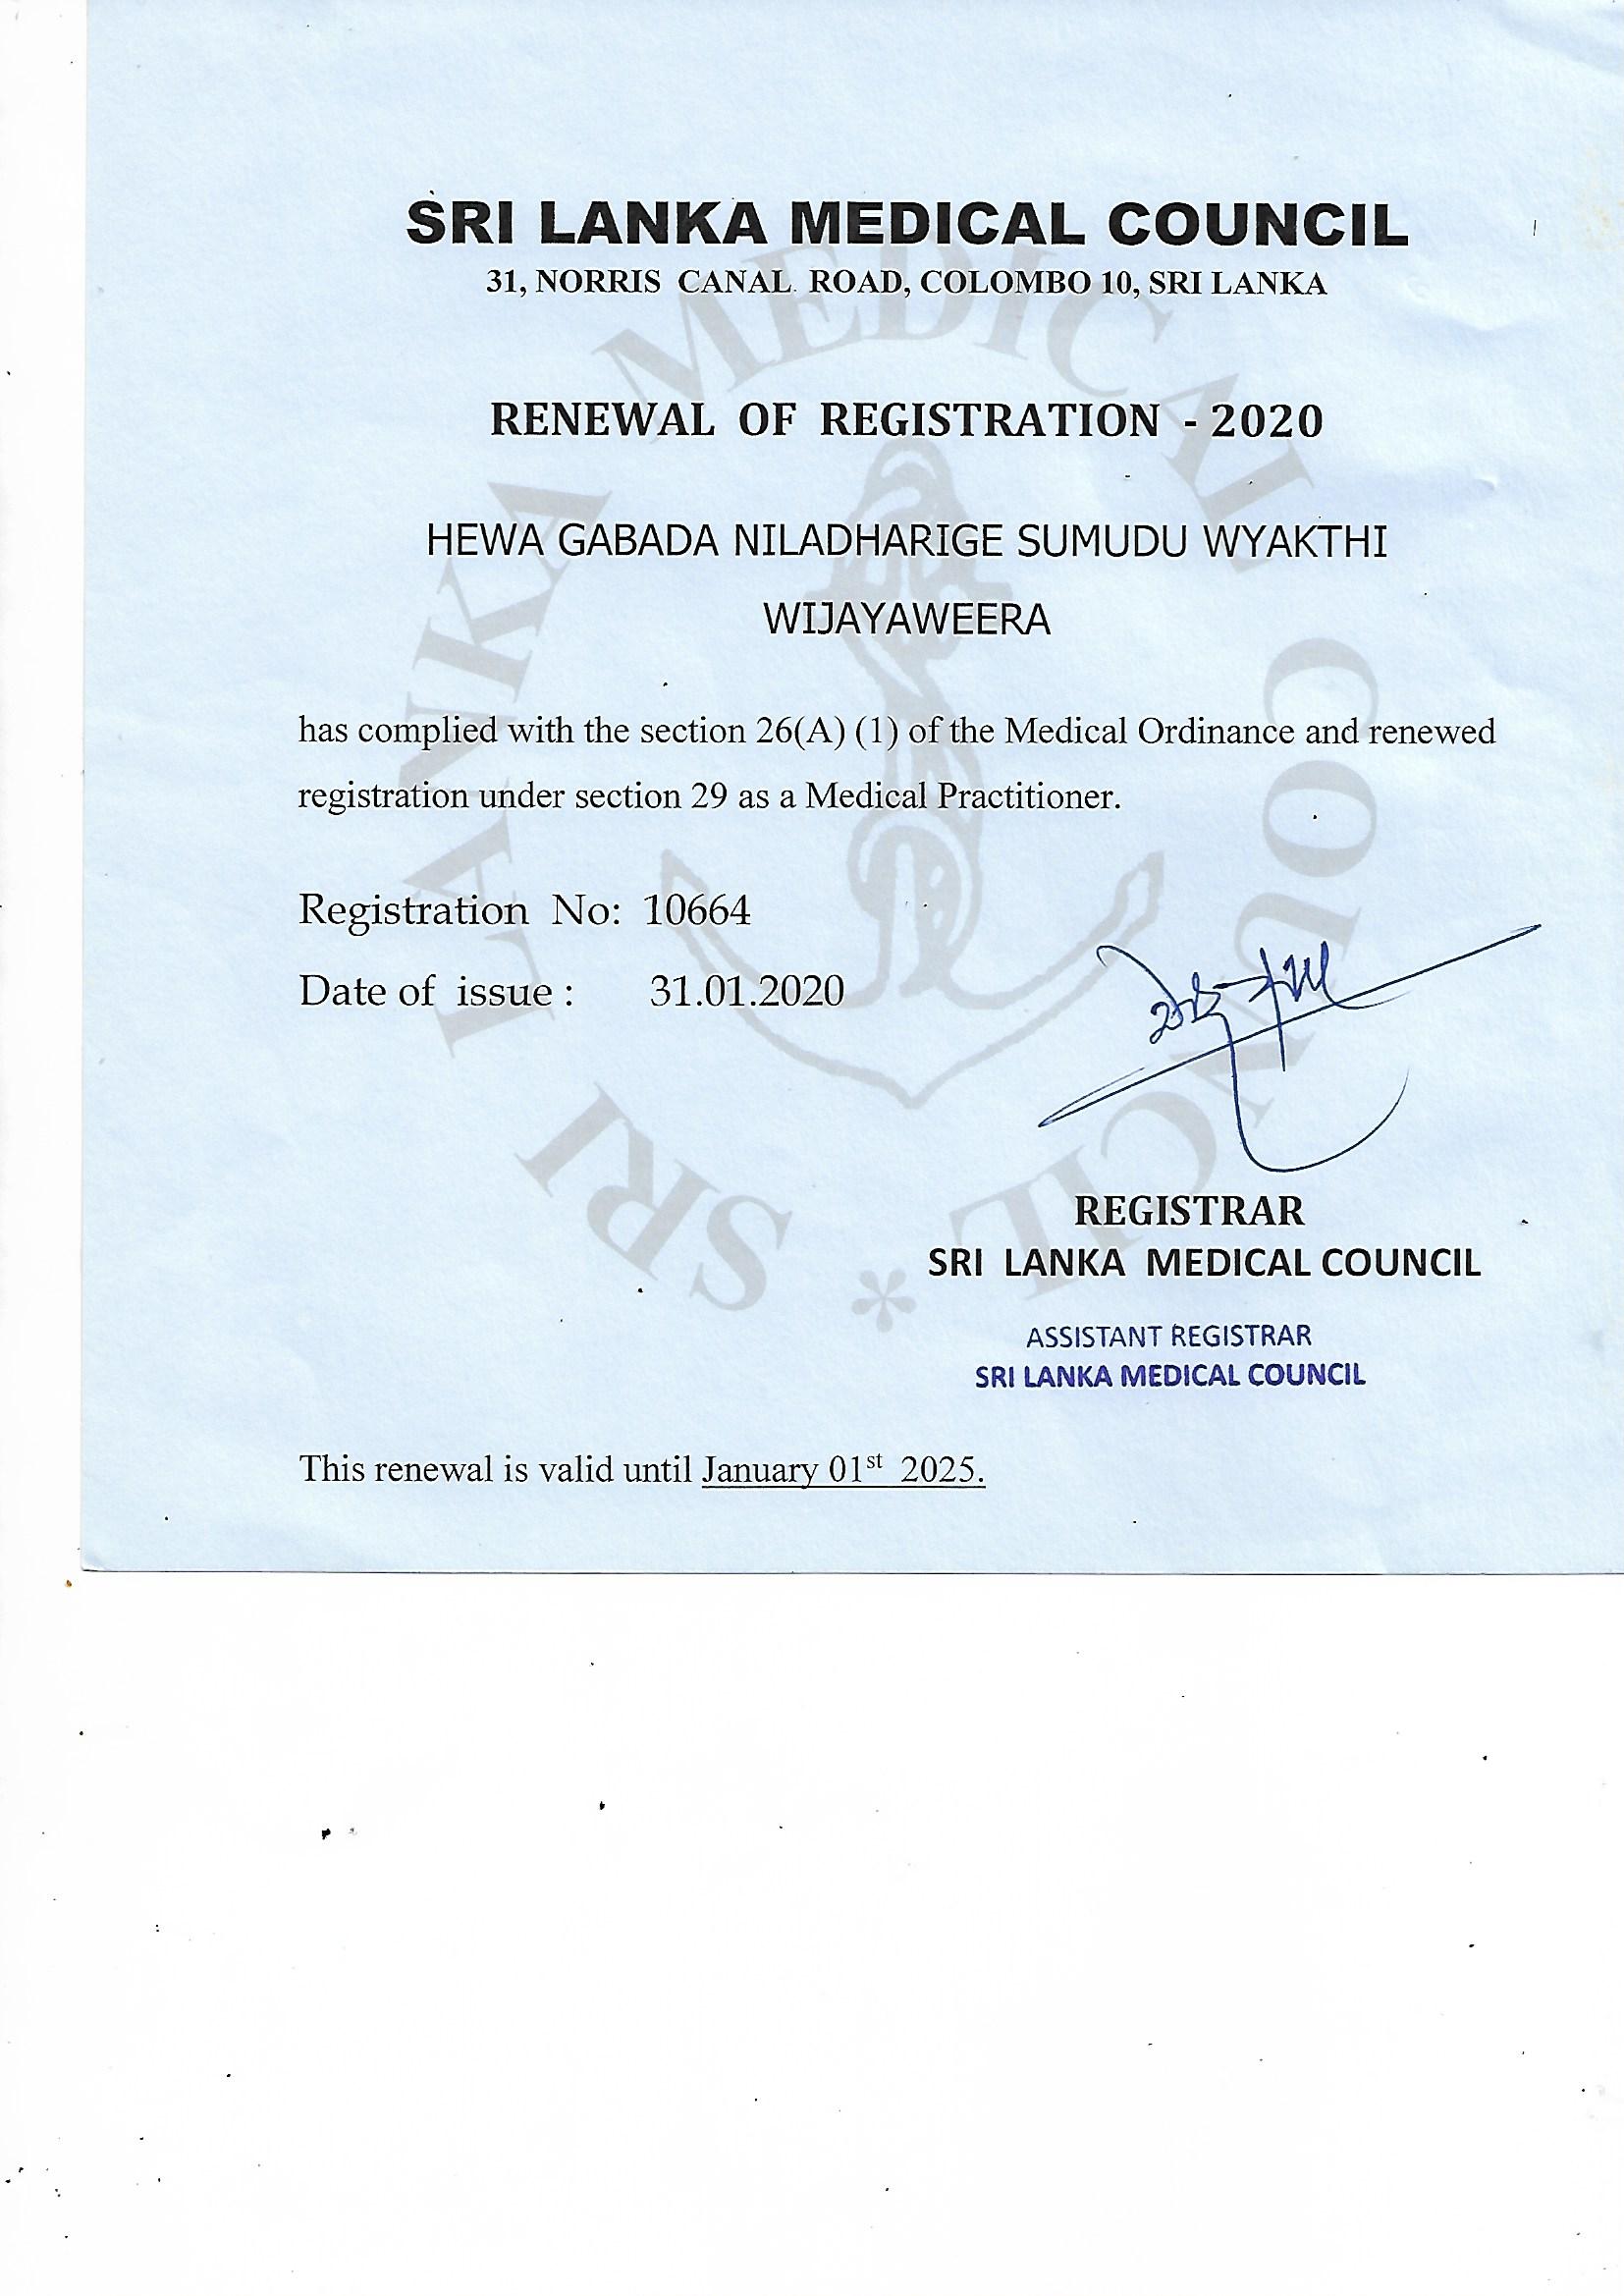 SRI LANKA MEDICAL COUNCIL
31, NORRIS CANAL ROAD, COLOMBO 10, SRI LANKA
RENEWAL OF REGISTRATION - 2020
HEWA GABADA NILADHARIGE SUMUDU WYAKTHI
WIJAYAWEERA
has complied with the section 26(A) (1) of the Medical Ordinance and renewed
registration under section 29 as a Medical Practitioner.
Registration No: 10664
Date of issue : 31.01.2020
REGISTRAR
SRI LANKA MEDICAL COUNCIL
ASSISTANT REGISTRAR
SRI LANKA MEDICAL COUNCIL
This renewal is valid until January 01st 2025.
SRI LANKA MEDICAL COUNCIL *